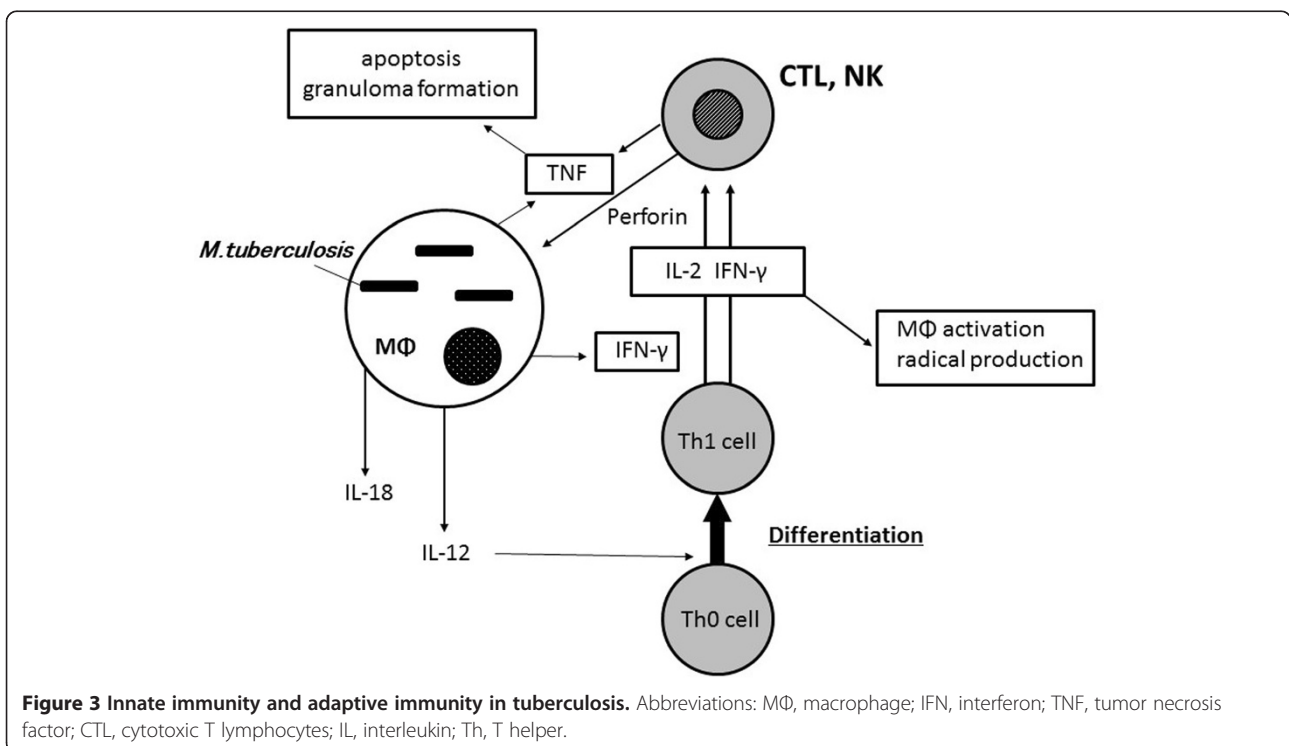 apoptosis
granuloma formation
CTL, NK
TNF
Perforin
M.tuberculosis
IL-2 IFN-γ
MΦ
IFN-γ
MΦ activation
radical production
Th1 cell
IL-18
IL-12
Differentiation
Th0 cell
Figure 3 Innate immunity and adaptive immunity in tuberculosis. Abbreviations: MΦ, macrophage; IFN, interferon; TNF, tumor necrosis
factor; CTL, cytotoxic T lymphocytes; IL, interleukin; Th, T helper.